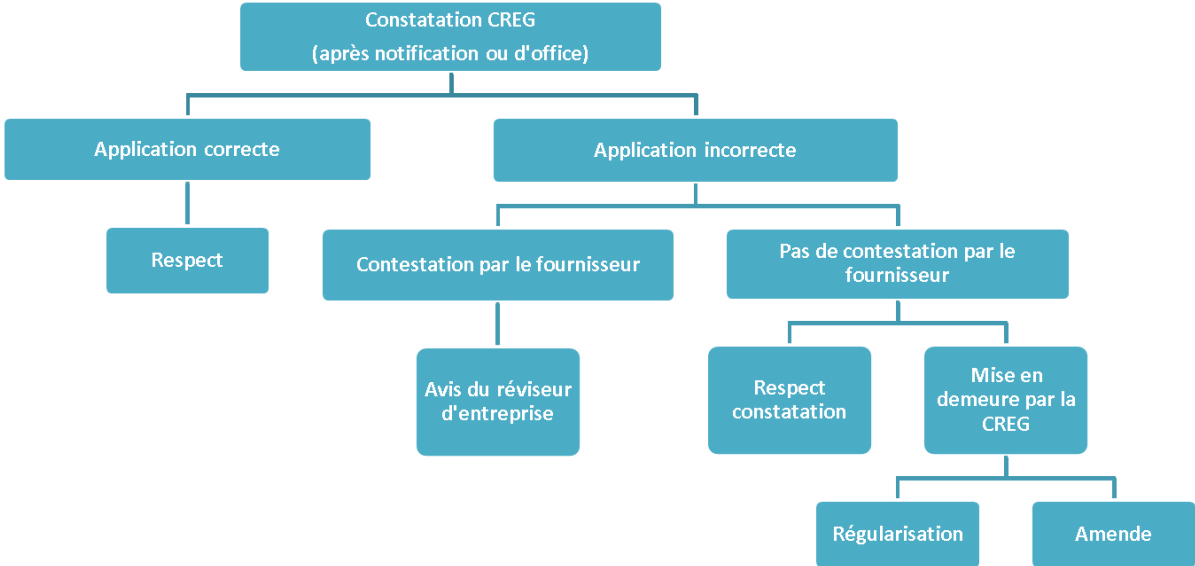 Constatation CREG
(après notification ou d'office)
Application correcte
Application incorrecte
Respect
Contestation par le fournisseur
Pas de contestation par le
fournisseur
Avis du réviseur
d'entreprise
Respect
constatation
Mise en
demeure par la
CREG
Régularisation
Amende